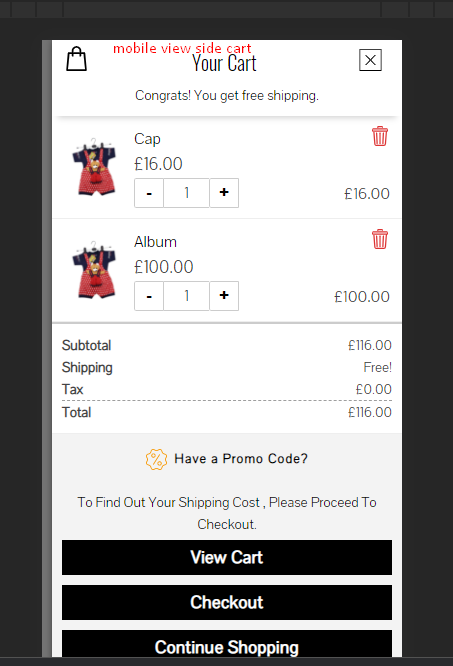 mobile view side cart
Your Cart
Congrats! You get free shipping.
Cap
£16.00
- 1 +
£16.00
Album
£100.00
- 1 +
£100.00
Subtotal £116.00
Shipping Free!
Tax £0.00
Total £116.00
Have a Promo Code?
To Find Out Your Shipping Cost , Please Proceed To
Checkout.
View Cart
Checkout
Continue Shopping